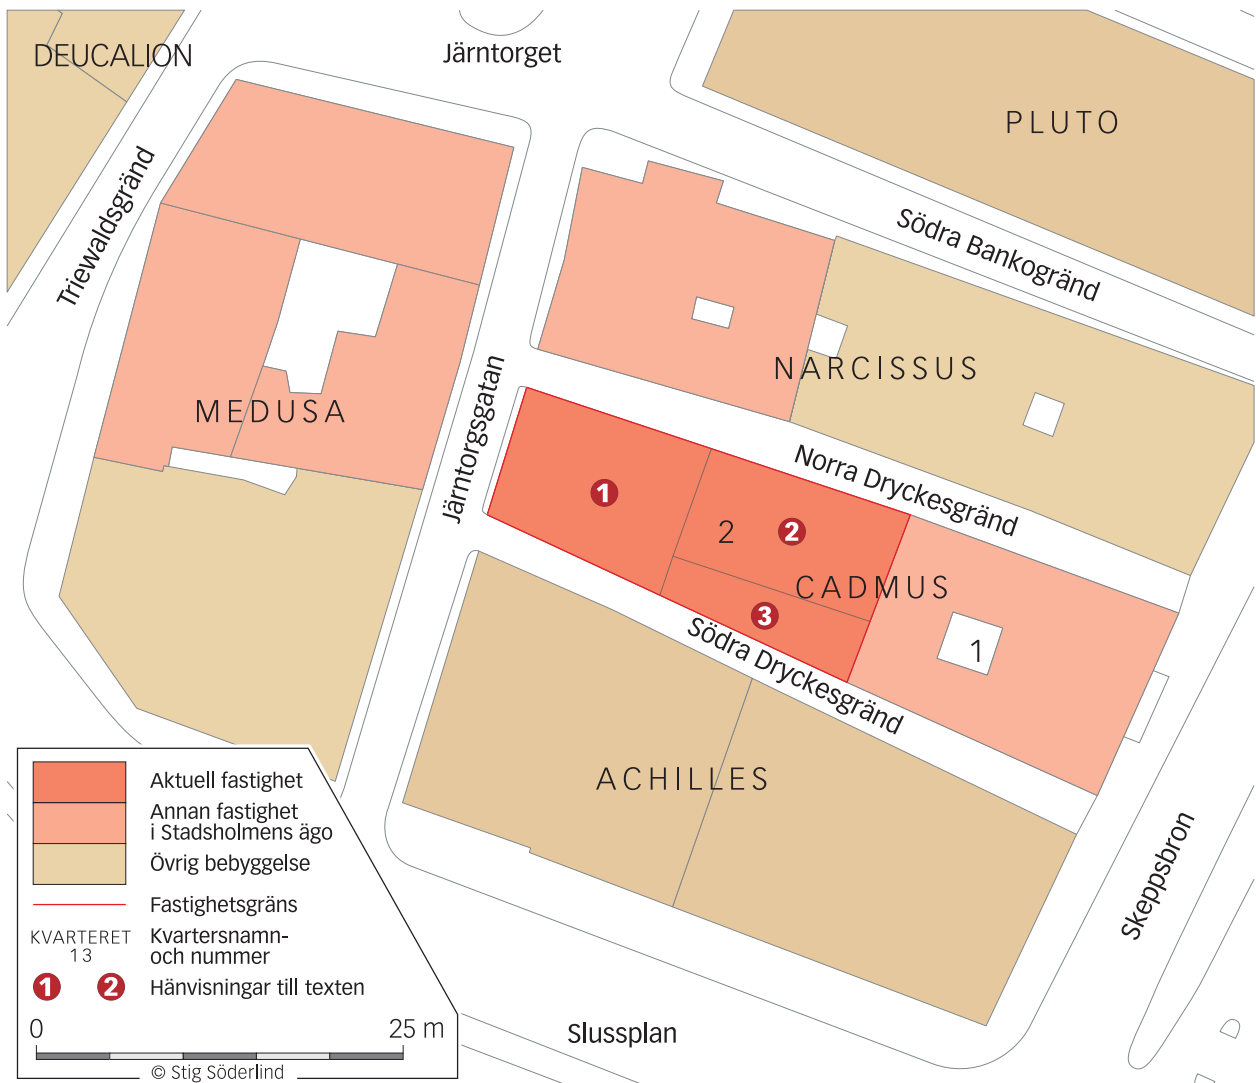 DEUCALION
Järntorget
PLUTO
Triewaldsgränd
Södra Bankogränd
NARCISSUS
MEDUSA
Järntorgsgatan
Norra Dryckesgränd
1
2
2
CADMUS
3
1
Södra Dryckesgränd
ACHILLES
Skeppsbron
Slussplan
Aktuell fastighet
Annan fastighet
i Stadsholmens ägo
Övrig bebyggelse
Fastighetsgräns
KVARTERET
13
Kvartersnamn-
och nummer
1 2 Hänvisningar till texten
0 25 m
© Stig Söderlind